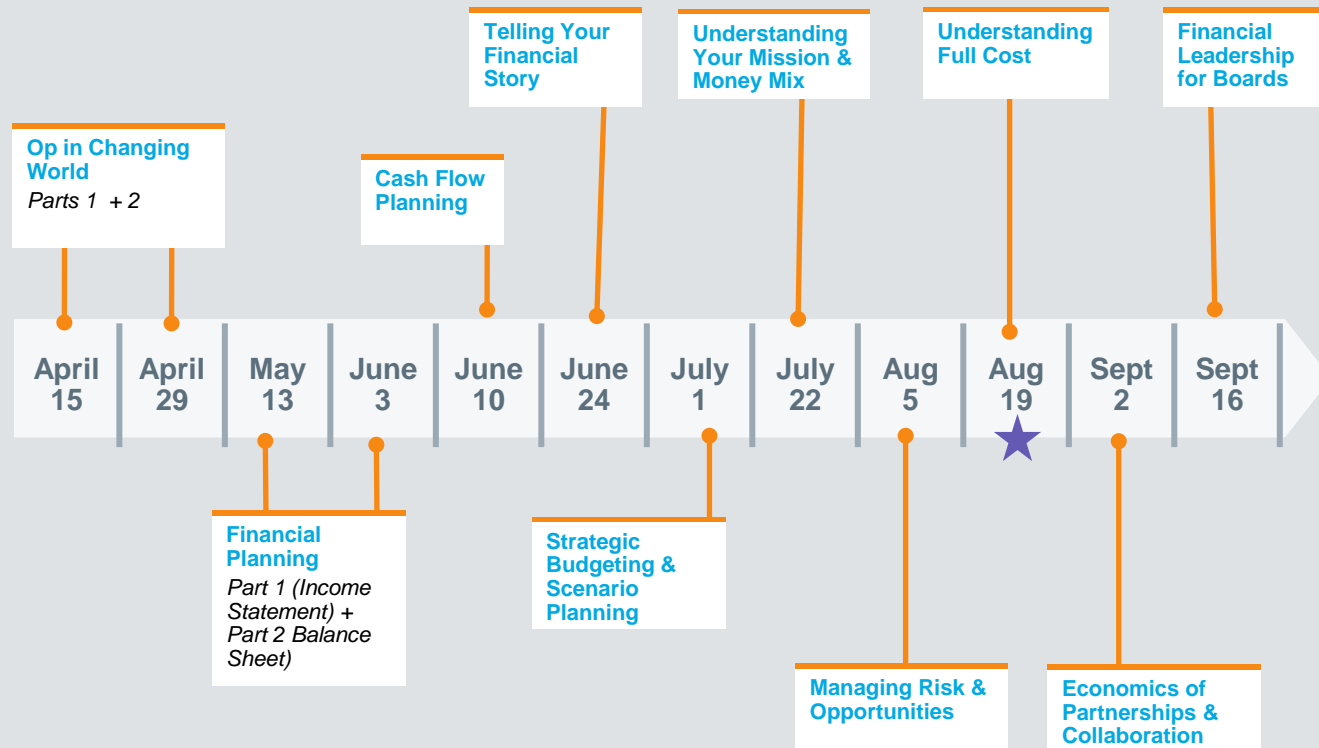 Telling Your
Financial
Story
Understanding
Your Mission &
Money Mix
Understanding
Full Cost
Financial
Leadership
for Boards
Op in Changing
World
Parts 1 + 2
Cash Flow
Planning
April
15
April
29
May
13
June
3
June
10
June
24
July
1
July
22
Aug
5
Aug
19
Sept
2
Sept
16
Financial
Planning
Part 1 (Income
Statement) +
Part 2 Balance
Sheet)
Strategic
Budgeting &
Scenario
Planning
Managing Risk &
Opportunities
Economics of
Partnerships &
Collaboration